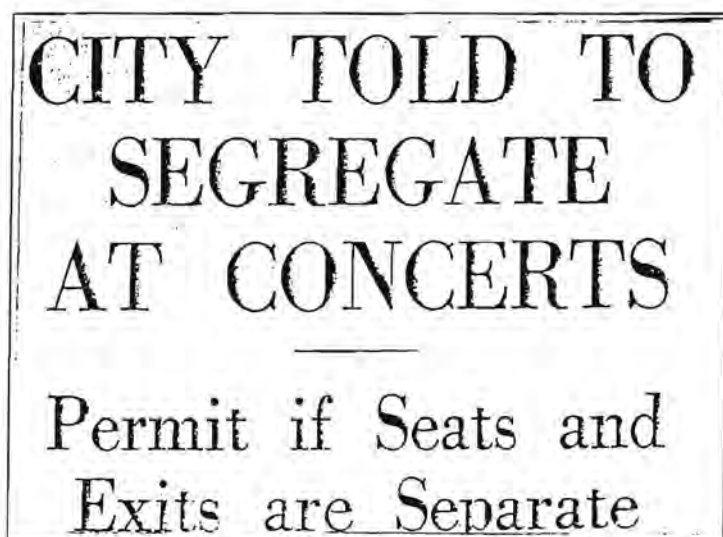 CITY TOLD TO
SEGREGATE
AT CONCERTS
Permit if Seats and
Exits are Separate